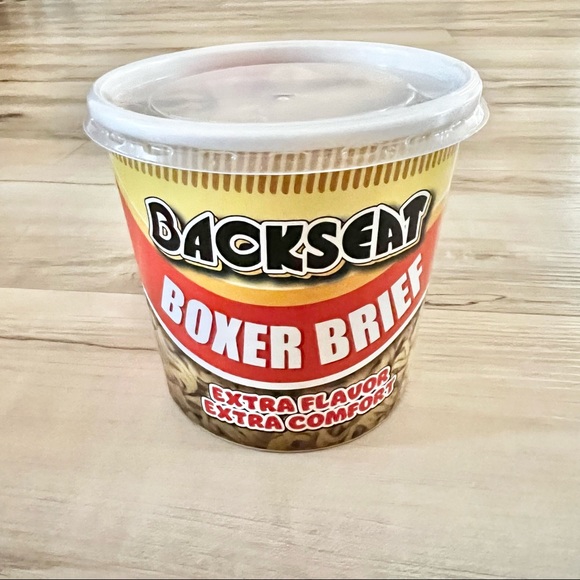 BACKSEAT
BOXER BRIEF
EXTRA FLAVOR
EXTRA COMFORT